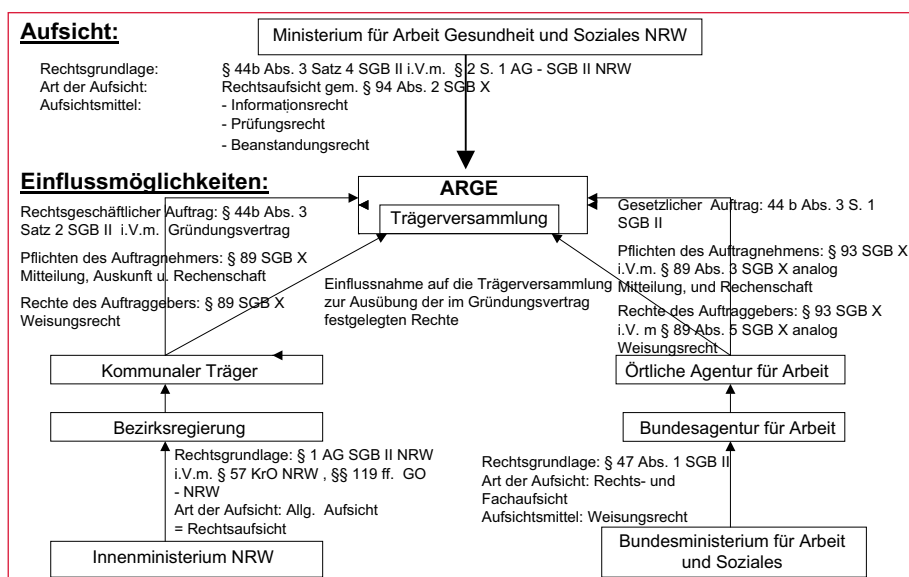 Aufsicht:
Ministerium für Arbeit Gesundheit und Soziales NRW
Rechtsgrundlage: § 44b Abs. 3 Satz 4 SGB II i.V.m. § 2 S. 1 AG - SGB II NRW
Art der Aufsicht: Rechtsaufsicht gem. § 94 Abs. 2 SGB X
Aufsichtsmittel: - Informationsrecht
- Prüfungsrecht
- Beanstandungsrecht
Einflussmöglichkeiten:
ARGE
Trägerversammlung
Rechtsgeschäftlicher Auftrag: § 44b Abs. 3
Satz 2 SGB II i.V.m. Gründungsvertrag
Pflichten des Auftragnehmers: § 89 SGB X
Mitteilung, Auskunft u. Rechenschaft
Rechte des Auftraggebers: § 89 SGB X
Weisungsrecht
Einflussnahme auf die Trägerversammlung
zur Ausübung der im Gründungsvertrag
festgelegten Rechte
Gesetzlicher Auftrag: 44 b Abs. 3 S. 1
SGB II
Pflichten des Auftragnehmens: § 93 SGB X
i.V.m. § 89 Abs. 3 SGB X analog
Mitteilung, und Rechenschaft
Rechte des Auftraggebers: § 93 SGB X
i.V. m § 89 Abs. 5 SGB X analog
Weisungsrecht
Kommunaler Träger
Örtliche Agentur für Arbeit
Bezirksregierung
Bundesagentur für Arbeit
Rechtsgrundlage: § 1 AG SGB II NRW
i.V.m. § 57 KrO NRW , §§ 119 ff. GO
- NRW
Art der Aufsicht: Allg. Aufsicht
= Rechtsaufsicht
Rechtsgrundlage: § 47 Abs. 1 SGB II
Art der Aufsicht: Rechts- und
Fachaufsicht
Aufsichtsmittel: Weisungsrecht
Innenministerium NRW
Bundesministerium für Arbeit
und Soziales